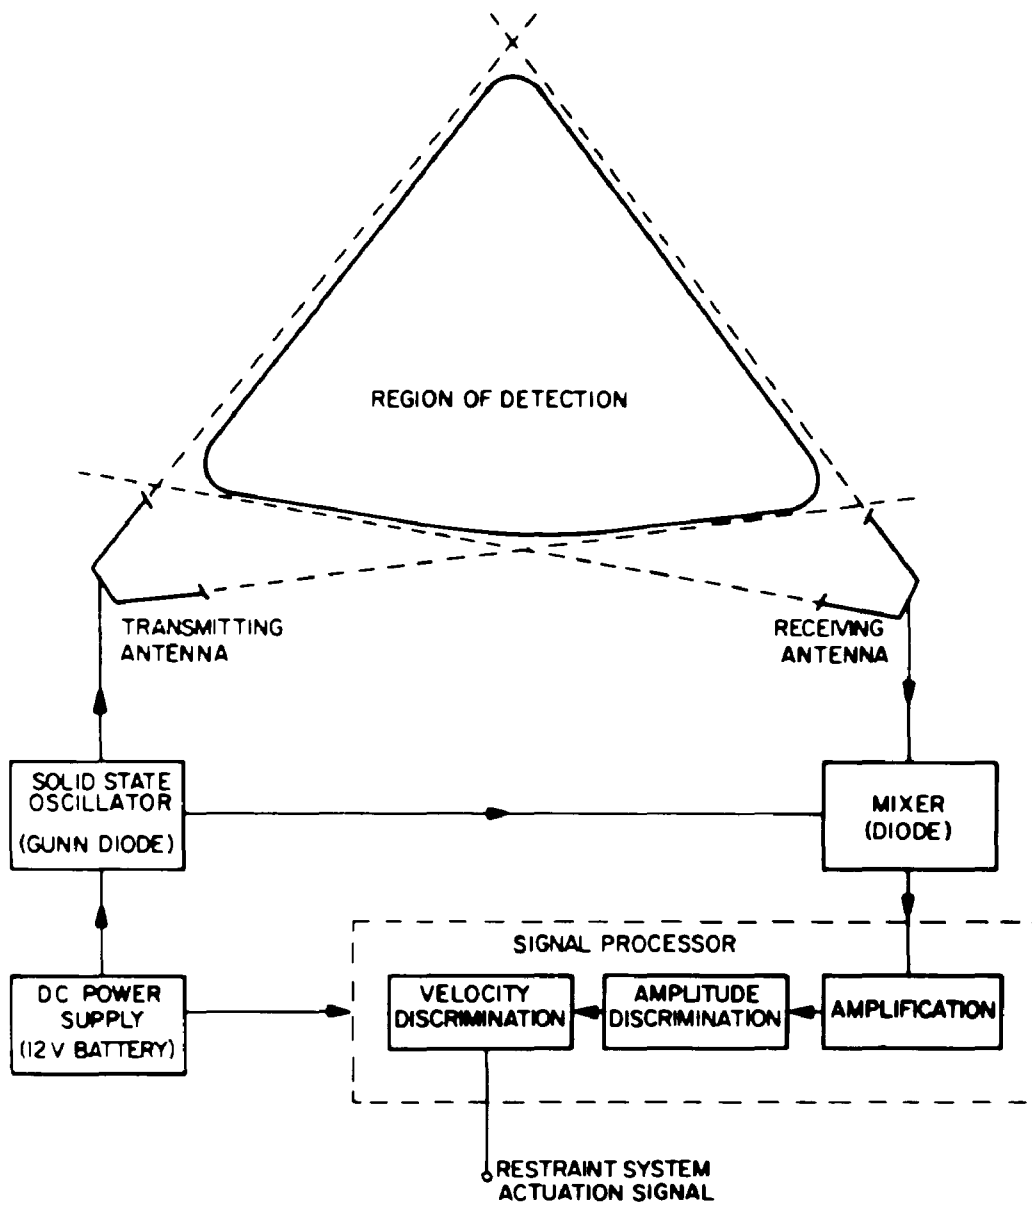 REGION OF DETECTION
TRANSMITTING
ANTENNA
RECEIVING
ANTENNA
SOLID STATE
OSCILLATOR
(GUNN DIODE)
MIXER
(DIODE)
SIGNAL PROCESSOR
DC POWER
SUPPLY
(12 V BATTERY)
VELOCITY
DISCRIMINATION
AMPLITUDE
DISCRIMINATION
AMPLIFICATION
RESTRAINT SYSTEM
ACTUATION SIGNAL